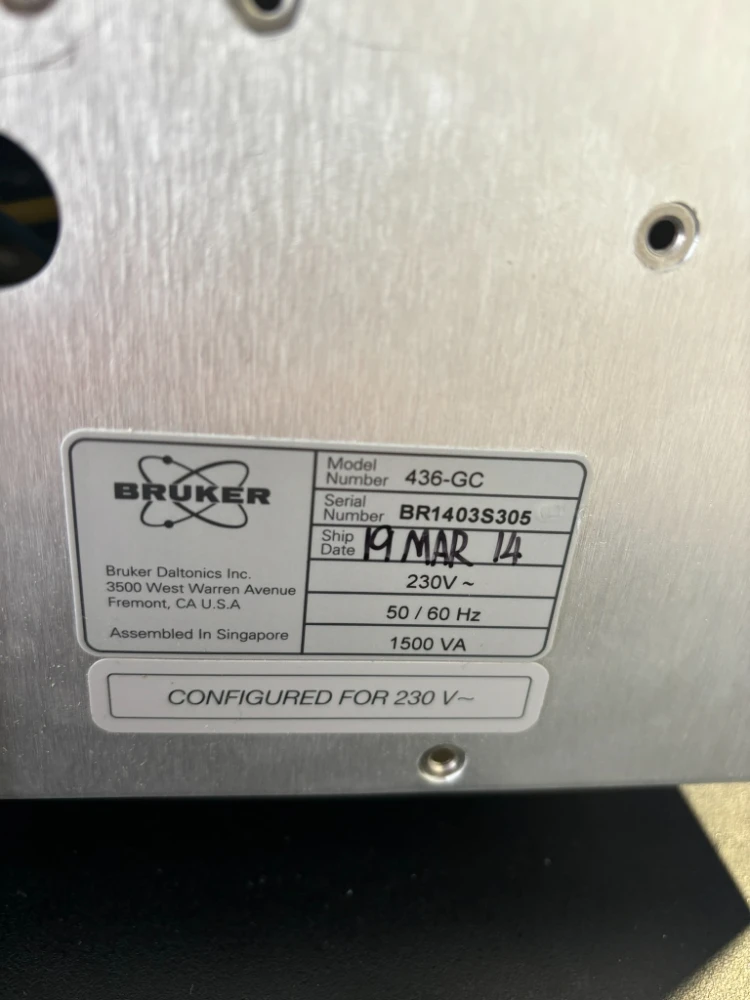 BRUKER
Bruker Daltonics Inc.
3500 West Warren Avenue
Fremont, CA U.S.A
Assembled In Singapore
Model Number 436-GC
Serial Number BR1403S305
Ship Date 19 MAR 14
230V ~
50 / 60 Hz
1500 VA
CONFIGURED FOR 230 V~